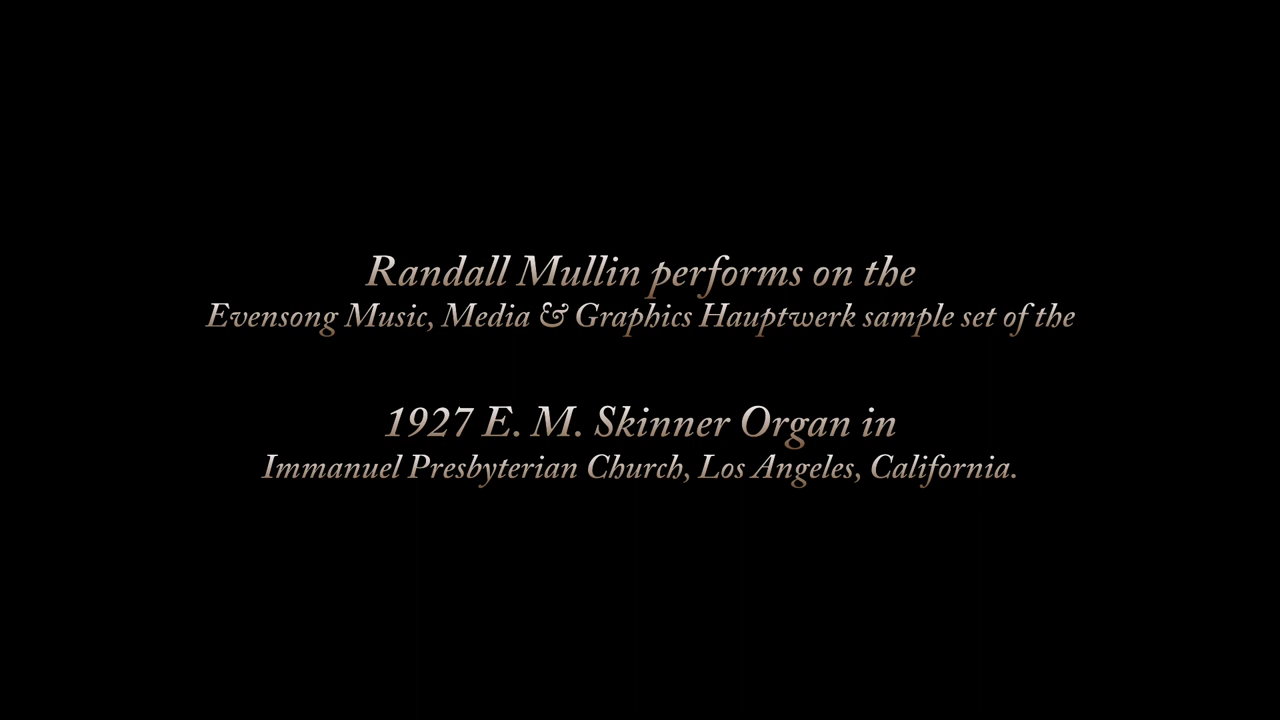 Randall Mullin performs on the
Evensong Music, Media & Graphics Hauptwerk sample set of the
1927 E. M. Skinner Organ in
Immanuel Presbyterian Church, Los Angeles, California.